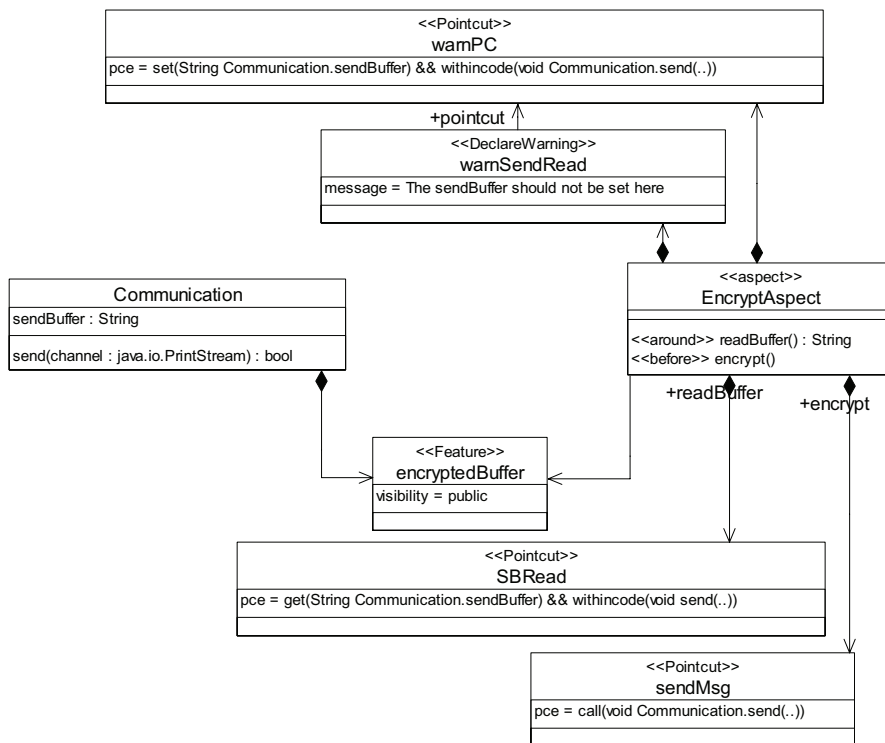 <<Pointcut>>
warnPC
pce = set(String Communication.sendBuffer) && withincode(void Communication.send(..))
+pointcut
<<DeclareWarning>>
warnSendRead
message = The sendBuffer should not be set here
<<aspect>>
EncryptAspect
<<around>> readBuffer() : String
<<before>> encrypt()
Communication
sendBuffer : String
send(channel : java.io.PrintStream) : bool
+readBuffer
+encrypt
<<Feature>>
encryptedBuffer
visibility = public
<<Pointcut>>
SBRead
pce = get(String Communication.sendBuffer) && withincode(void send(..))
<<Pointcut>>
sendMsg
pce = call(void Communication.send(..))